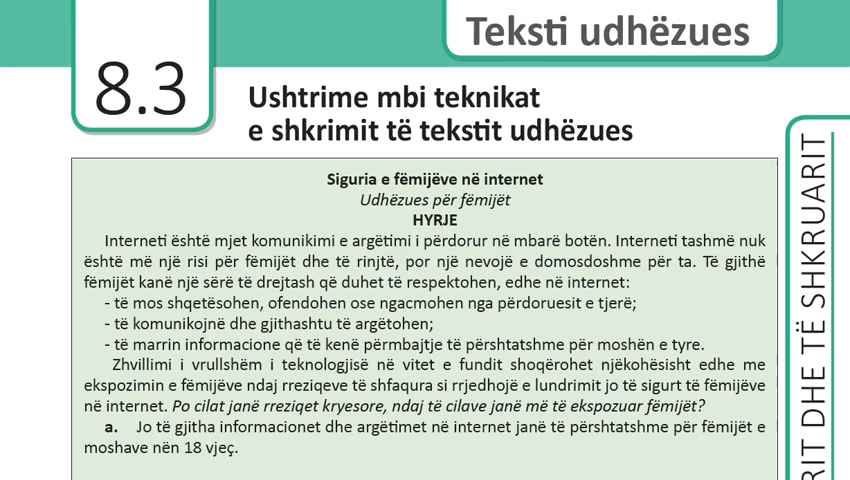 Teksti udhëzues
8.3
Ushtrime mbi teknikat
e shkrimit të tekstit udhëzues
Siguria e fëmijëve në internet
Udhëzues për fëmijët
HYRJE
Interneti është mjet komunikimi e argëtimi i përdorur në mbarë botën. Interneti tashmë nuk
është më një risi për fëmijët dhe të rinjtë, por një nevojë e domosdoshme për ta. Të gjithë
fëmijët kanë një sërë të drejtash që duhet të respektohen, edhe në internet:
- të mos shqetësohen, ofendohen ose ngacmohen nga përdoruesit e tjerë;
- të komunikojnë dhe gjithashtu të argëtohen;
- të marrin informacione që të kenë përmbajtje të përshtatshme për moshën e tyre.
Zhvillimi i vrullshëm i teknologjisë në vitet e fundit shoqërohet njëkohësisht edhe me
ekspozimin e fëmijëve ndaj rreziqeve të shfaqura si rrjedhojë e lundrimit jo të sigurt të fëmijëve
në internet. Po cilat janë rreziqet kryesore, ndaj të cilave janë më të ekspozuar fëmijët?
a. Jo të gjitha informacionet dhe argëtimet në internet janë të përshtatshme për fëmijët e
moshave nën 18 vjeç.
RIT DHE TË SHKRUARIT